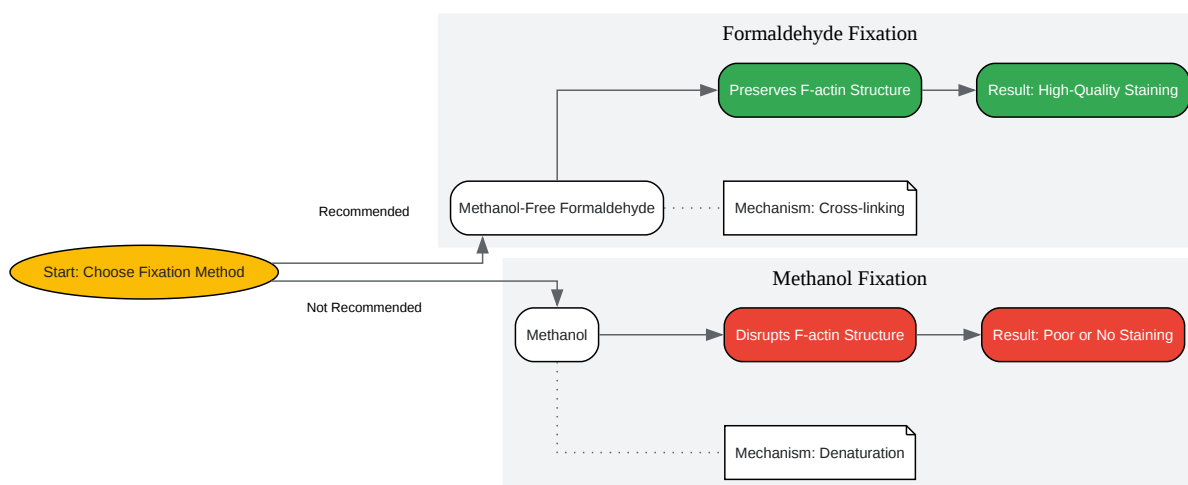 Formaldehyde Fixation
Preserves F-actin Structure
Result: High-Quality Staining
Methanol-Free Formaldehyde
Mechanism: Cross-linking
Recommended
Start: Choose Fixation Method
Not Recommended
Methanol Fixation
Methanol
Disrupts F-actin Structure
Result: Poor or No Staining
Mechanism: Denaturation